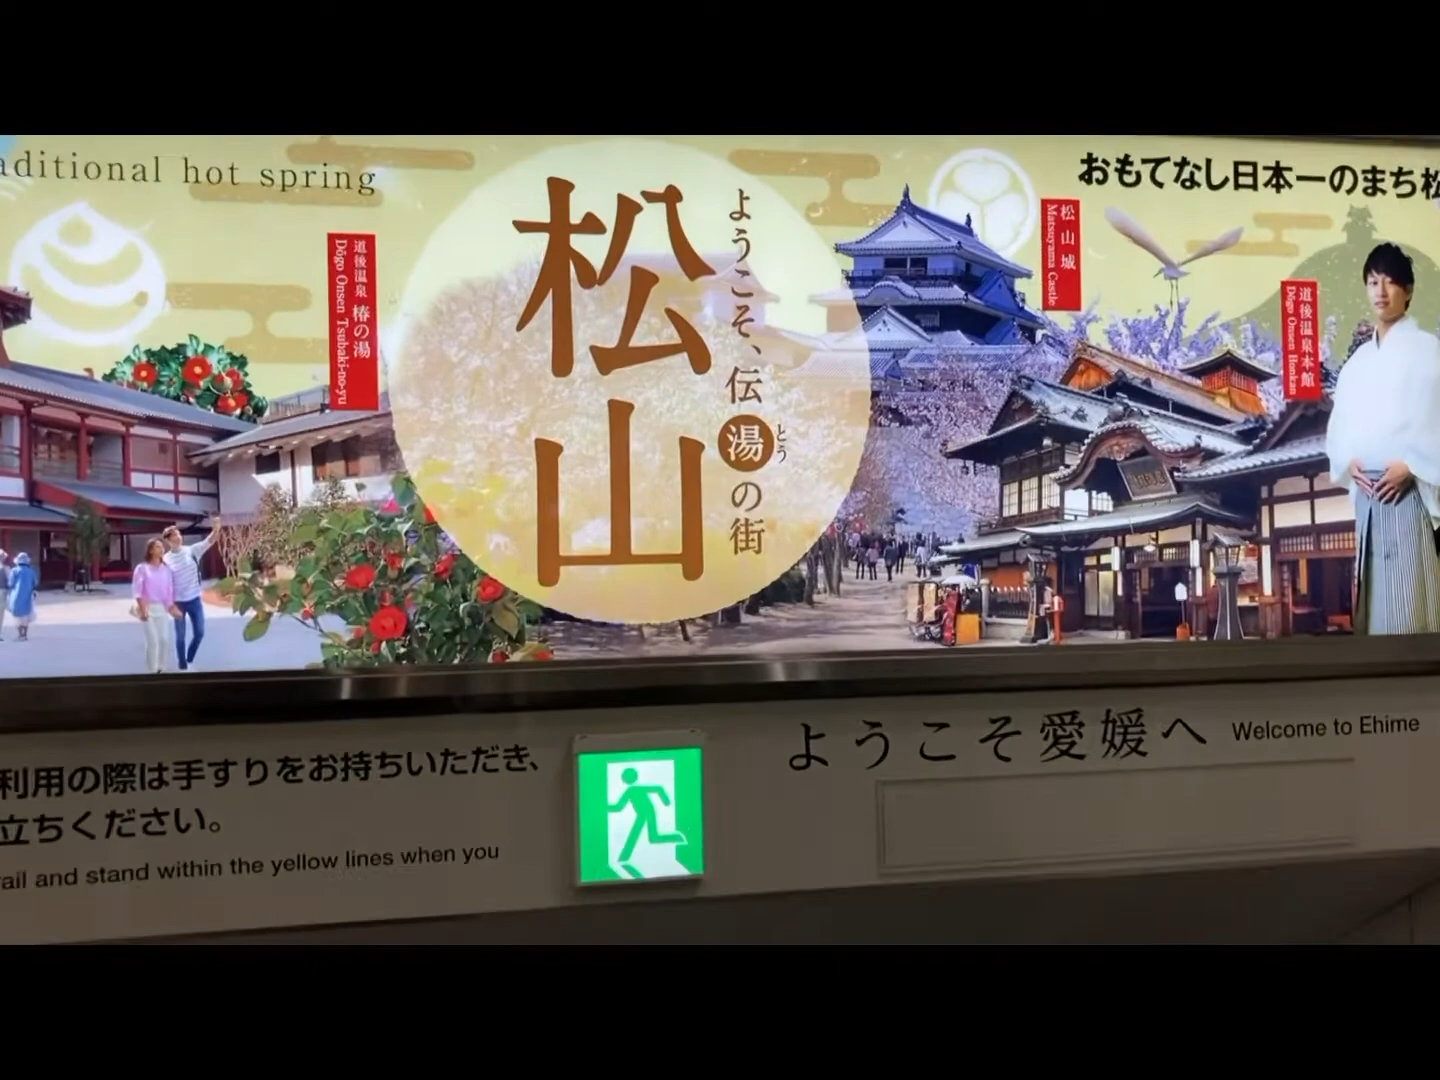 traditional hot spring
おもてなし日本一のまち松
道後温泉 椿の湯
Dōgo Onsen Tsubaki-no-yu
松山
ようこそ、伝湯の街
とう
松山城
Matsuyama Castle
道後温泉本館
Dōgo Onsen Honkan
利用の際は手すりをお持ちいただき、
立ちください。
rail and stand within the yellow lines when you
ようこそ愛媛へ Welcome to Ehime